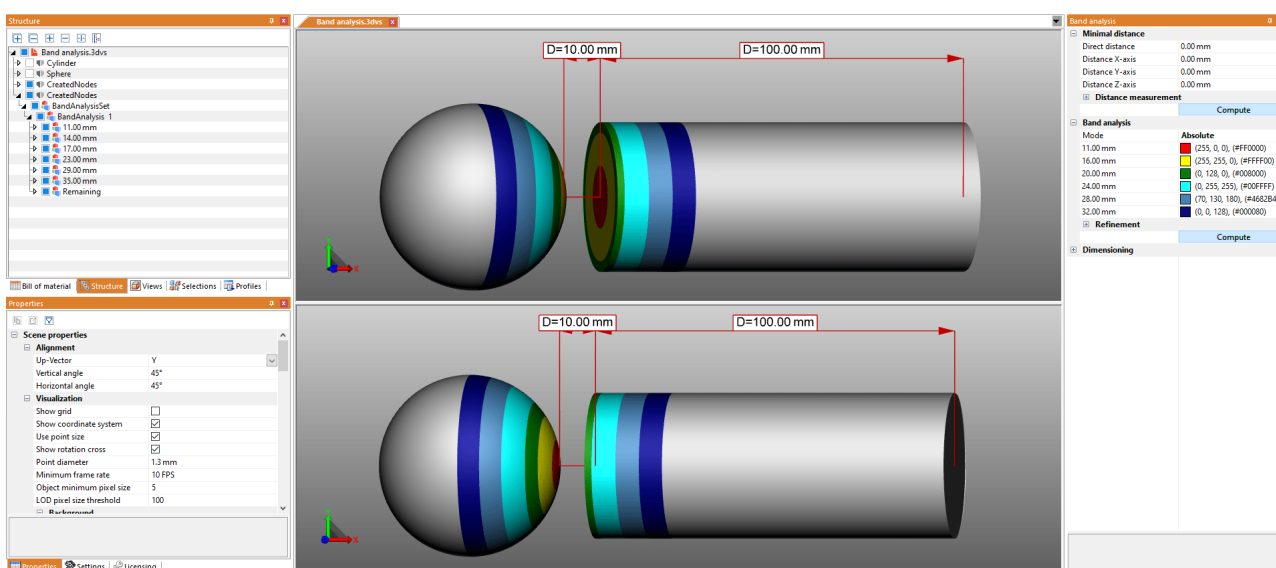 Structure
Band analysis.3dvs
Cylinder
Sphere
CreatedNodes
CreatedNodes
BandAnalysisSet
BandAnalysis 1
11.00 mm
14.00 mm
17.00 mm
23.00 mm
29.00 mm
35.00 mm
Remaining
Bill of material Structure Views Selections Profiles
Properties
Scene properties
Alignment
Up-Vector Y
Vertical angle 45°
Horizontal angle 45°
Visualization
Show grid
Show coordinate system
Use point size
Show rotation cross
Point diameter 1.3 mm
Minimum frame rate 10 FPS
Object minimum pixel size 5
LOD pixel size threshold 100
Background
Properties Settings Licensing
Band analysis.3dvs
D=10.00 mm D=100.00 mm
Y
X
D=10.00 mm D=100.00 mm
X
Band analysis
Minimal distance
Direct distance 0.00 mm
Distance X-axis 0.00 mm
Distance Y-axis 0.00 mm
Distance Z-axis 0.00 mm
Distance measurement
Compute
Band analysis
Mode Absolute
11.00 mm (255, 0, 0), (#FF0000)
16.00 mm (255, 255, 0), (#FFFF00)
20.00 mm (0, 128, 0), (#008000)
24.00 mm (0, 255, 255), (#00FFFF)
28.00 mm (70, 130, 180), (#4682B4
32.00 mm (0, 0, 128), (#000080)
Refinement
Compute
Dimensioning